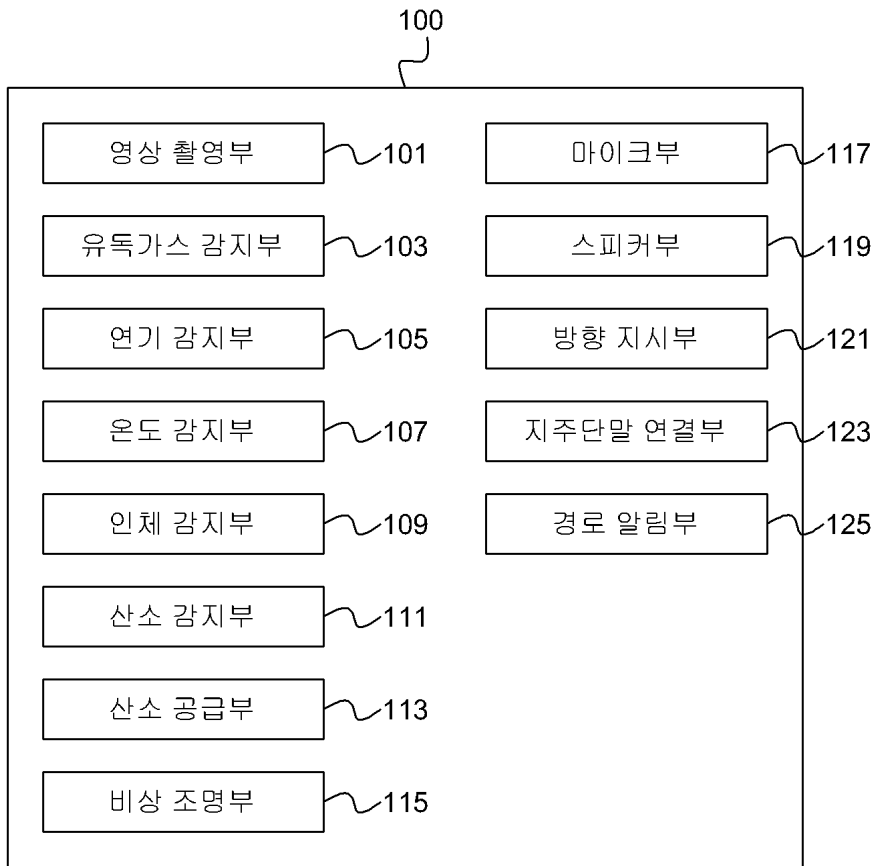 100
영상 촬영부 101
유독가스 감지부 103
연기 감지부 105
온도 감지부 107
인체 감지부 109
산소 감지부 111
산소 공급부 113
비상 조명부 115
마이크부 117
스피커부 119
방향 지시부 121
지주단말 연결부 123
경로 알림부 125